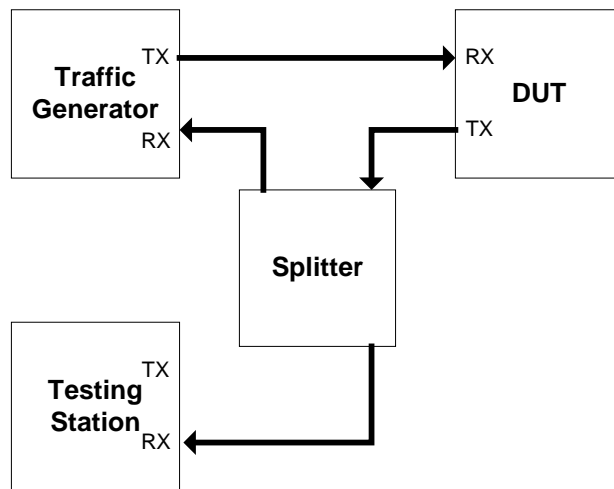 TX
Traffic
Generator
RX
RX
DUT
TX
Splitter
TX
Testing
Station
RX